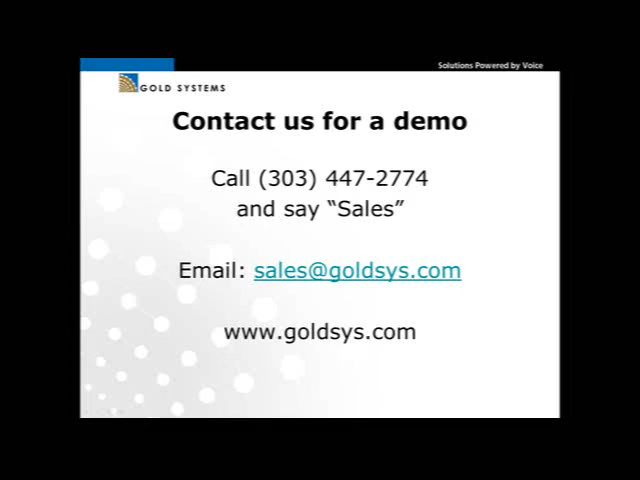 Solutions Powered by Voice
GOLD SYSTEMS
Contact us for a demo
Call (303) 447-2774
and say “Sales”
Email: sales@goldsys.com
www.goldsys.com